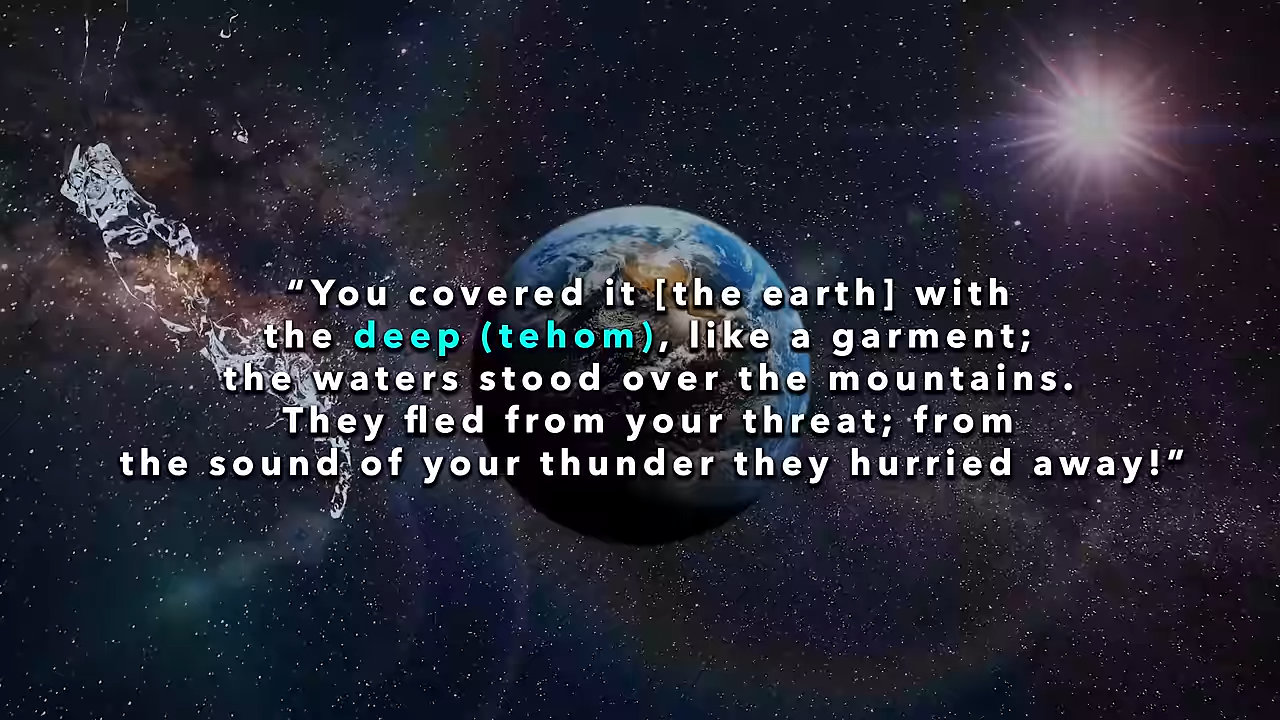 “You covered it [the earth] with
the deep (tehom), like a garment;
the waters stood over the mountains.
They fled from your threat; from
the sound of your thunder they hurried away!”